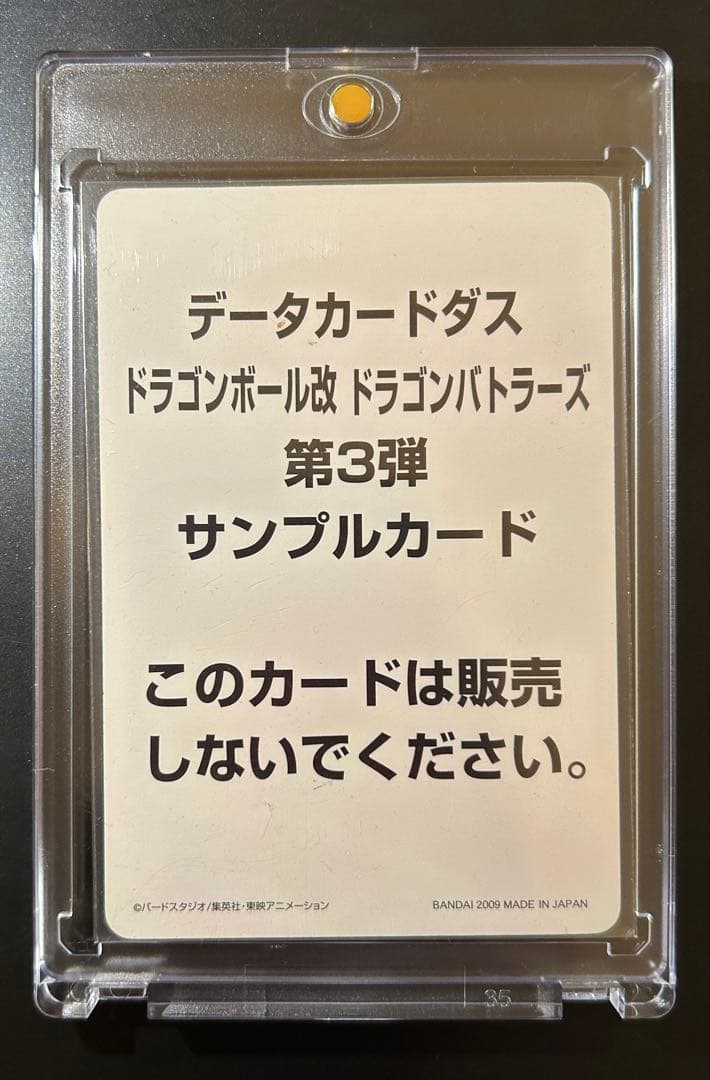 データカードダス
ドラゴンボール改 ドラゴンバトラーズ
第3弾
サンプルカード
このカードは販売
しないでください。
©バードスタジオ/集英社・東映アニメーション
BANDAI 2009 MADE IN JAPAN
35